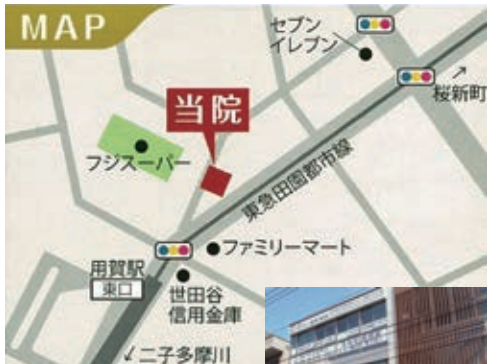 MAP
セブン
イレブン
桜新町
当院
フジスーパー
東急田園都市線
ファミリーマート
用賀駅
東口
世田谷
信用金庫
二子多摩川